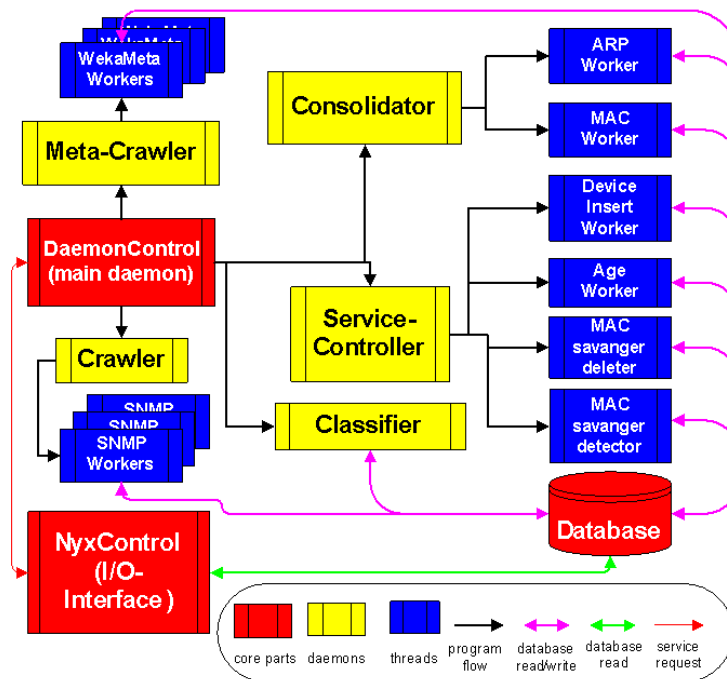 WekaMeta
WekaMeta
Workers
Meta-Crawler
DaemonControl
(main daemon)
Crawler
SNMP
SNMP
SNMP
Workers
NyxControl
(I/O-
Interface )
Consolidator
Service-
Controller
Classifier
ARP
Worker
MAC
Worker
Device
Insert
Worker
Age
Worker
MAC
savanger
deleter
MAC
savanger
detector
Database
core parts
daemons
threads
program
flow
database
read/write
database
read
service
request